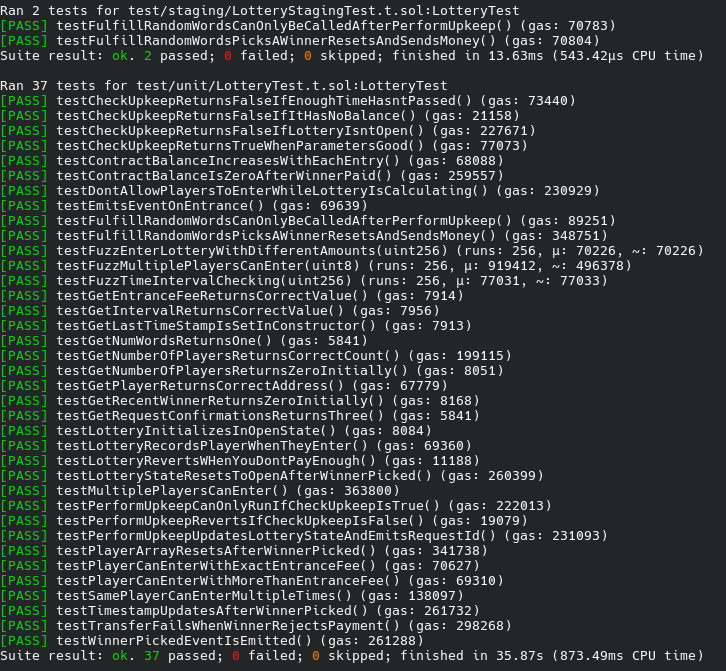 Ran 2 tests for test/staging/LotteryStagingTest.t.sol:LotteryTest
[PASS] testFulfillRandomWordsCanOnlyBeCalledAfterPerformUpkeep() (gas: 70783)
[PASS] testFulfillRandomWordsPicksAWinnerResetsAndSendsMoney() (gas: 70804)
Suite result: ok. 2 passed; 0 failed; 0 skipped; finished in 13.63ms (543.42µs CPU time)
Ran 37 tests for test/unit/LotteryTest.t.sol:LotteryTest
[PASS] testCheckUpkeepReturnsFalseIfEnoughTimeHasntPassed() (gas: 73440)
[PASS] testCheckUpkeepReturnsFalseIfItHasNoBalance() (gas: 21158)
[PASS] testCheckUpkeepReturnsFalseIfLotteryIsntOpen() (gas: 227671)
[PASS] testCheckUpkeepReturnsTrueWhenParametersGood() (gas: 77073)
[PASS] testContractBalanceIncreasesWithEachEntry() (gas: 68088)
[PASS] testContractBalanceIsZeroAfterWinnerPaid() (gas: 259557)
[PASS] testDontAllowPlayersToEnterWhileLotteryIsCalculating() (gas: 230929)
[PASS] testEmitsEventOnEntrance() (gas: 69639)
[PASS] testFulfillRandomWordsCanOnlyBeCalledAfterPerformUpkeep() (gas: 89251)
[PASS] testFulfillRandomWordsPicksAWinnerResetsAndSendsMoney() (gas: 348751)
[PASS] testFuzzEnterLotteryWithDifferentAmounts(uint256) (runs: 256, μ: 70226, ~: 70226)
[PASS] testFuzzMultiplePlayersCanEnter(uint8) (runs: 256, μ: 919412, ~: 496378)
[PASS] testFuzzTimeIntervalChecking(uint256) (runs: 256, μ: 77031, ~: 77033)
[PASS] testGetEntranceFeeReturnsCorrectValue() (gas: 7914)
[PASS] testGetIntervalReturnsCorrectValue() (gas: 7956)
[PASS] testGetLastTimeStampIsSetInConstructor() (gas: 7913)
[PASS] testGetNumWordsReturnsOne() (gas: 5841)
[PASS] testGetNumberOfPlayersReturnsCorrectCount() (gas: 199115)
[PASS] testGetNumberOfPlayersReturnsZeroInitially() (gas: 8051)
[PASS] testGetPlayerReturnsCorrectAddress() (gas: 67779)
[PASS] testGetRecentWinnerReturnsZeroInitially() (gas: 8168)
[PASS] testGetRequestConfirmationsReturnsThree() (gas: 5841)
[PASS] testLotteryInitializesInOpenState() (gas: 8084)
[PASS] testLotteryRecordsPlayerWhenTheyEnter() (gas: 69360)
[PASS] testLotteryRevertsWHenYouDontPayEnough() (gas: 11188)
[PASS] testLotteryStateResetsToOpenAfterWinnerPicked() (gas: 260399)
[PASS] testMultiplePlayersCanEnter() (gas: 363800)
[PASS] testPerformUpkeepCanOnlyRunIfCheckUpkeepIsTrue() (gas: 222013)
[PASS] testPerformUpkeepRevertsIfCheckUpkeepIsFalse() (gas: 19079)
[PASS] testPerformUpkeepUpdatesLotteryStateAndEmitsRequestId() (gas: 231093)
[PASS] testPlayerArrayResetsAfterWinnerPicked() (gas: 341738)
[PASS] testPlayerCanEnterWithExactEntranceFee() (gas: 70627)
[PASS] testPlayerCanEnterWithMoreThanEntranceFee() (gas: 69310)
[PASS] testSamePlayerCanEnterMultipleTimes() (gas: 138097)
[PASS] testTimestampUpdatesAfterWinnerPicked() (gas: 261732)
[PASS] testTransferFailsWhenWinnerRejectsPayment() (gas: 298268)
[PASS] testWinnerPickedEventIsEmitted() (gas: 261288)
Suite result: ok. 37 passed; 0 failed; 0 skipped; finished in 35.87s (873.49ms CPU time)